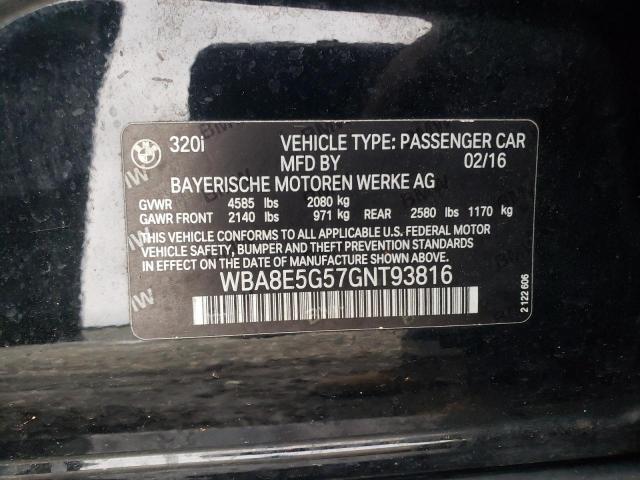 BMW 320i VEHICLE TYPE: PASSENGER CAR
MFD BY 02/16
BAYERISCHE MOTOREN WERKE AG
GVWR 4585 lbs 2080 kg
GAWR FRONT 2140 lbs 971 kg REAR 2580 lbs 1170 kg
THIS VEHICLE CONFORMS TO ALL APPLICABLE U.S. FEDERAL MOTOR
VEHICLE SAFETY, BUMPER AND THEFT PREVENTION STANDARDS
IN EFFECT ON THE DATE OF MANUFACTURE SHOWN ABOVE
WBA8E5G57GNT93816
2 122 606